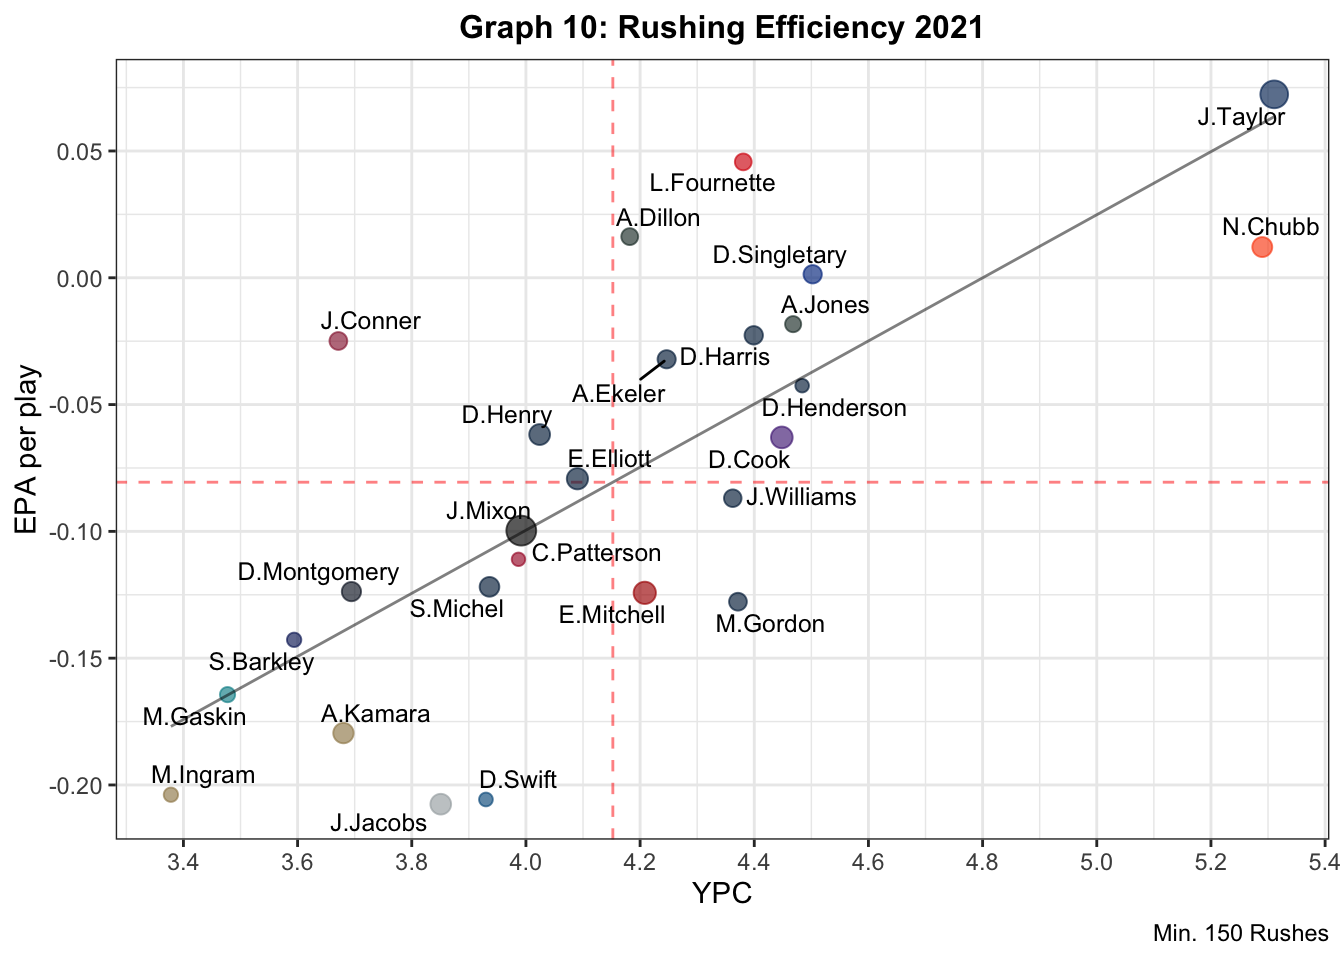 Graph 10: Rushing Efficiency 2021
J.Taylor
L.Fournette
A.Dillon
N.Chubb
D.Singletary
A.Jones
J.Conner
D.Harris
A.Ekeler
D.Henry
D.Henderson
E.Elliott
D.Cook
J.Williams
J.Mixon
C.Patterson
D.Montgomery
S.Michel
E.Mitchell
M.Gordon
S.Barkley
M.Gaskin
A.Kamara
M.Ingram
D.Swift
J.Jacobs
EPA per play
0.05
0.00
-0.05
-0.10
-0.15
-0.20
3.4 3.6 3.8 4.0 4.2 4.4 4.6 4.8 5.0 5.2 5.4
YPC
Min. 150 Rushes